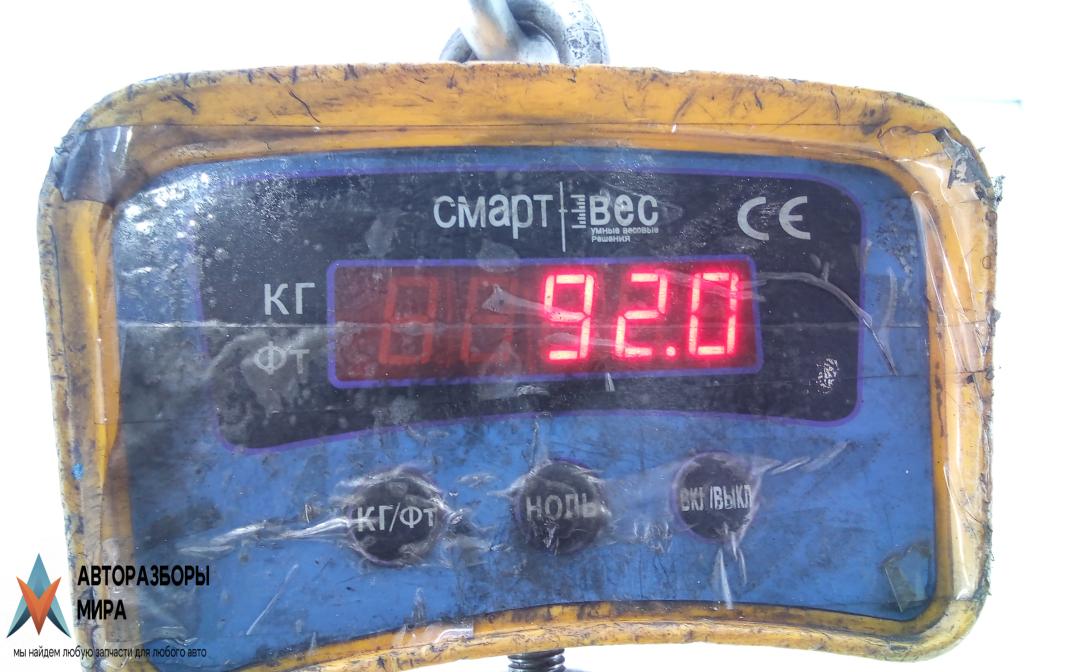 смарт вес
умные весовые
решения
CE
кг
фт
92.0
кг/фт
ноль
вкл/выкл
АВТОРАЗБОРЫ
МИРА
мы найдем любую запчасти для любого авто